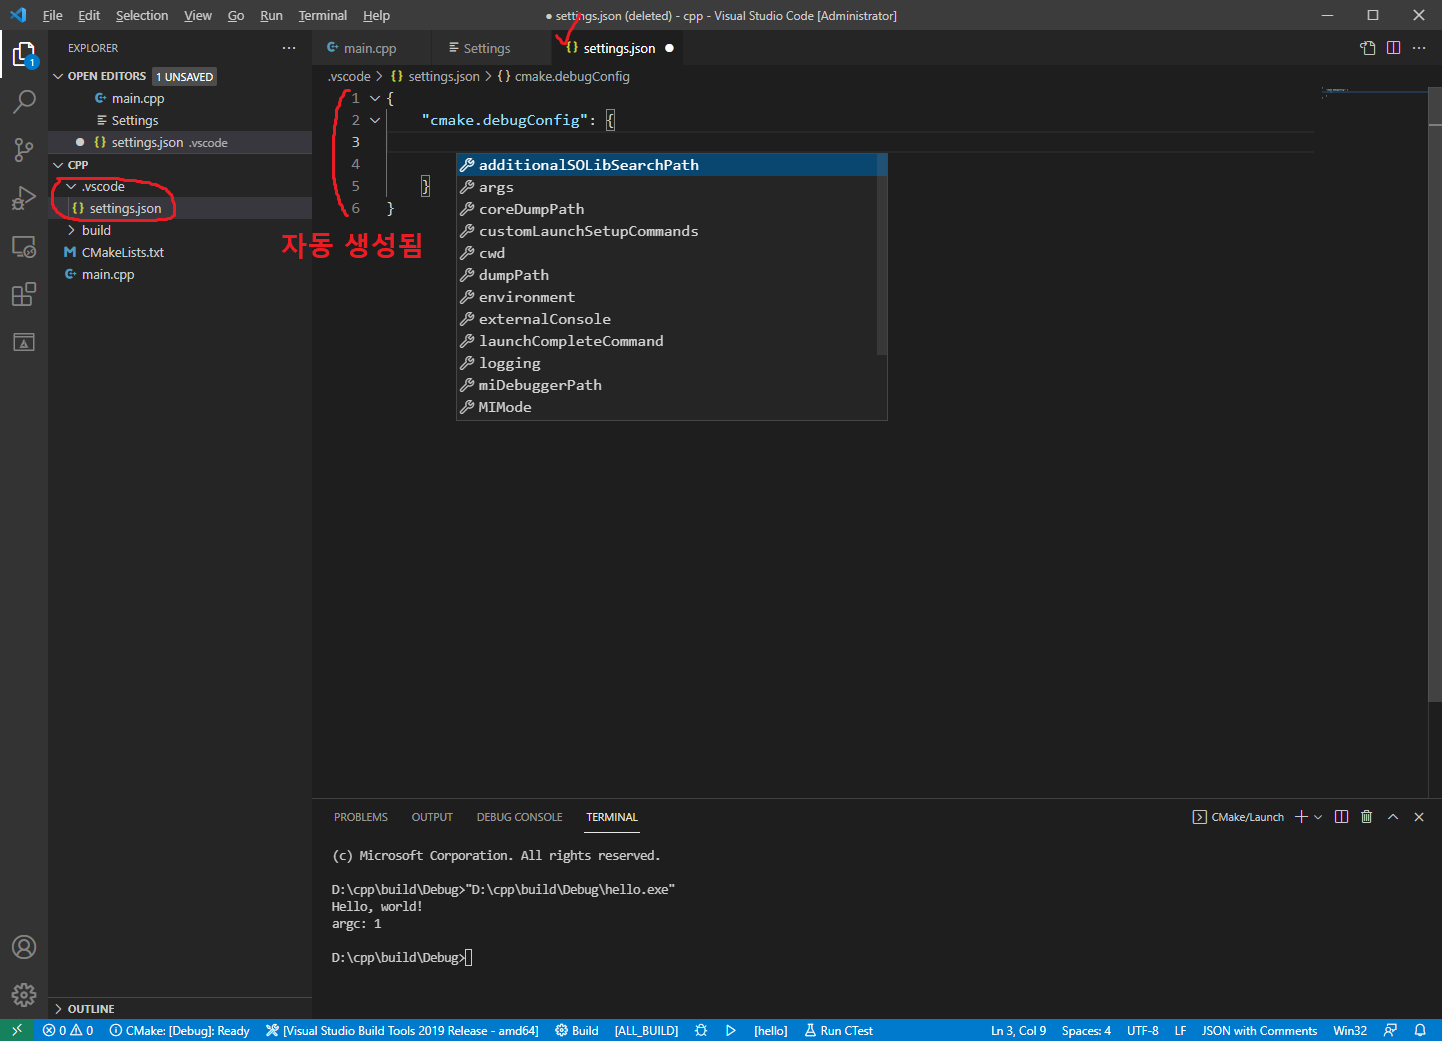 File Edit Selection View Go Run Terminal Help
● settings.json (deleted) - cpp - Visual Studio Code [Administrator]
EXPLORER
OPEN EDITORS 1 UNSAVED
main.cpp
Settings
settings.json .vscode
CPP
.vscode
settings.json
build
CMakeLists.txt
main.cpp
OUTLINE
1
main.cpp Settings settings.json
.vscode > settings.json > {} cmake.debugConfig
1 {
2 "cmake.debugConfig": {
3
4
5 }
6 }
자동 생성됨
additionalSOLibSearchPath
args
coreDumpPath
customLaunchSetupCommands
cwd
dumpPath
environment
externalConsole
launchCompleteCommand
logging
miDebuggerPath
MIMode
PROBLEMS OUTPUT DEBUG CONSOLE TERMINAL
CMake/Launch
(c) Microsoft Corporation. All rights reserved.
D:\cpp\build\Debug>"D:\cpp\build\Debug\hello.exe"
Hello, world!
argc: 1
D:\cpp\build\Debug>
0 0 CMake: [Debug]: Ready [Visual Studio Build Tools 2019 Release - amd64] Build [ALL_BUILD] [hello] Run CTest
Ln 3, Col 9 Spaces: 4 UTF-8 LF JSON with Comments Win32